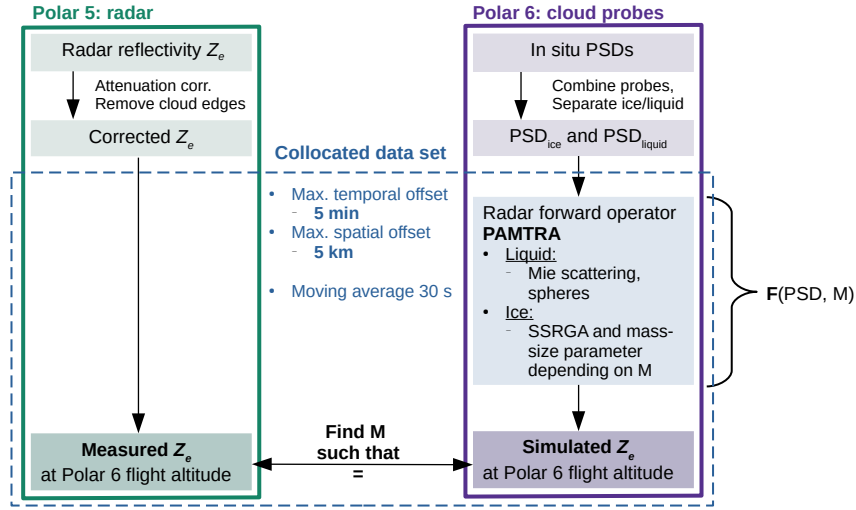 Polar 5: radar
Radar reflectivity Ze
Attenuation corr.
Remove cloud edges
Corrected Ze
Polar 6: cloud probes
In situ PSDs
Combine probes,
Separate ice/liquid
PSDice and PSDliquid
Collocated data set
• Max. temporal offset
- 5 min
• Max. spatial offset
- 5 km
• Moving average 30 s
Radar forward operator
PAMTRA
• Liquid:
- Mie scattering,
spheres
• Ice:
- SSRGA and mass-
size parameter
depending on M
F(PSD, M)
Measured Ze
at Polar 6 flight altitude
Find M
such that
=
Simulated Ze
at Polar 6 flight altitude